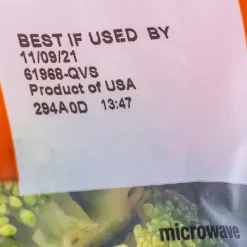 BEST IF USED BY
11/09/21
61968-QVS
Product of USA
294A0D 13:47
microwave